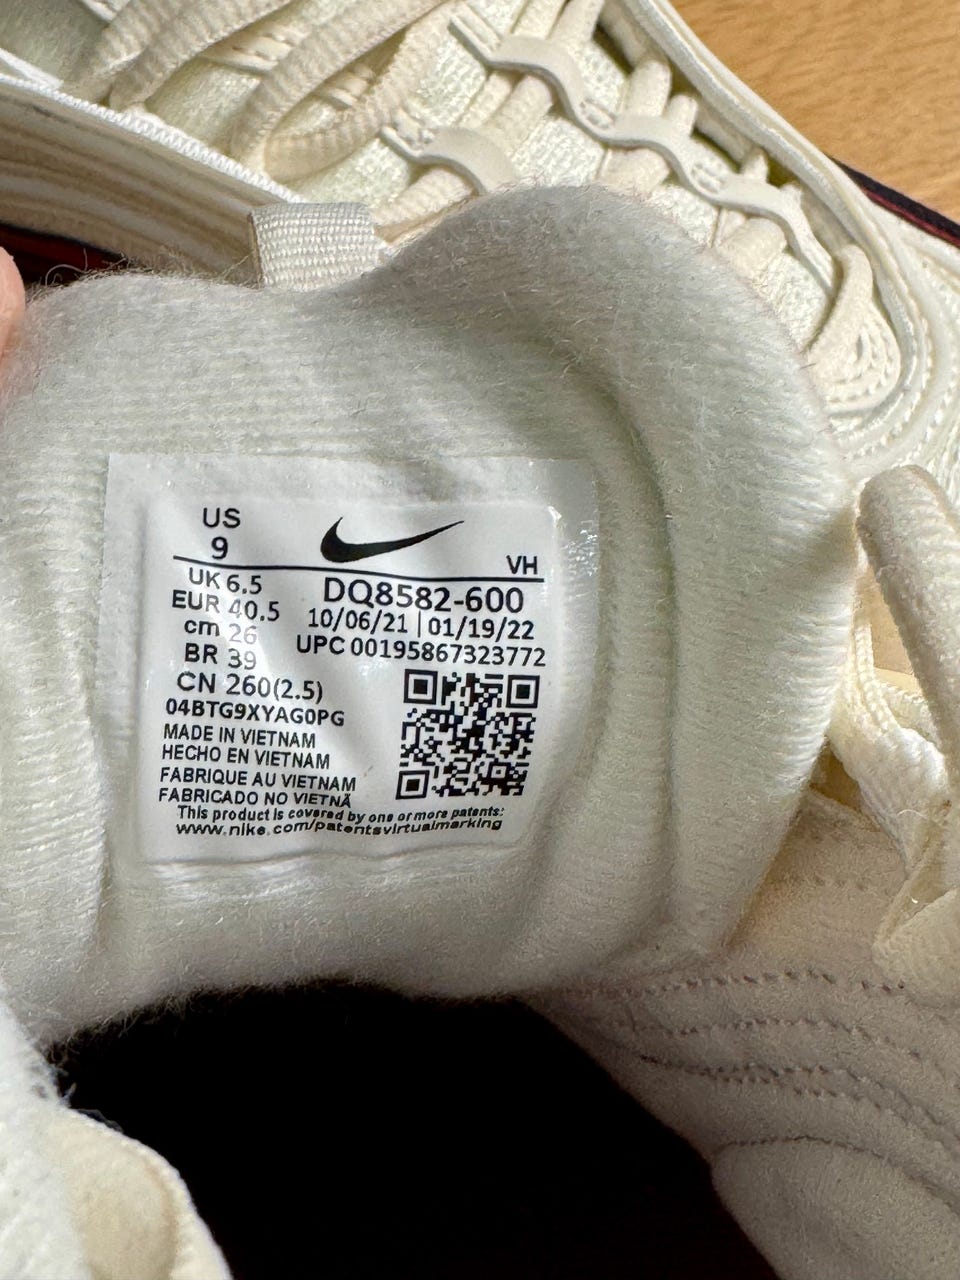 US
9
VH
UK 6.5
EUR 40.5
cm 26
BR 39
CN 260(2.5)
04BTG9XYAG0PG
MADE IN VIETNAM
HECHO EN VIETNAM
FABRIQUE AU VIETNAM
FABRICADO NO VIETNÃ
DQ8582-600
10/06/21 | 01/19/22
UPC 00195867323772
This product is covered by one or more patents:
www.nike.com/patentsvirtualmarking